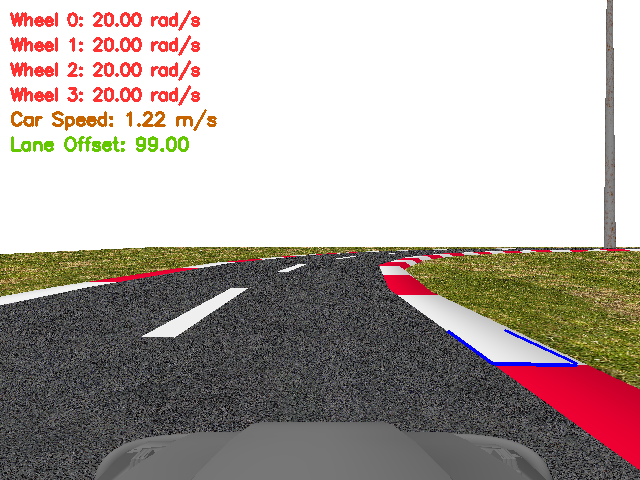 Wheel 0: 20.00 rad/s
Wheel 1: 20.00 rad/s
Wheel 2: 20.00 rad/s
Wheel 3: 20.00 rad/s
Car Speed: 1.22 m/s
Lane Offset: 99.00